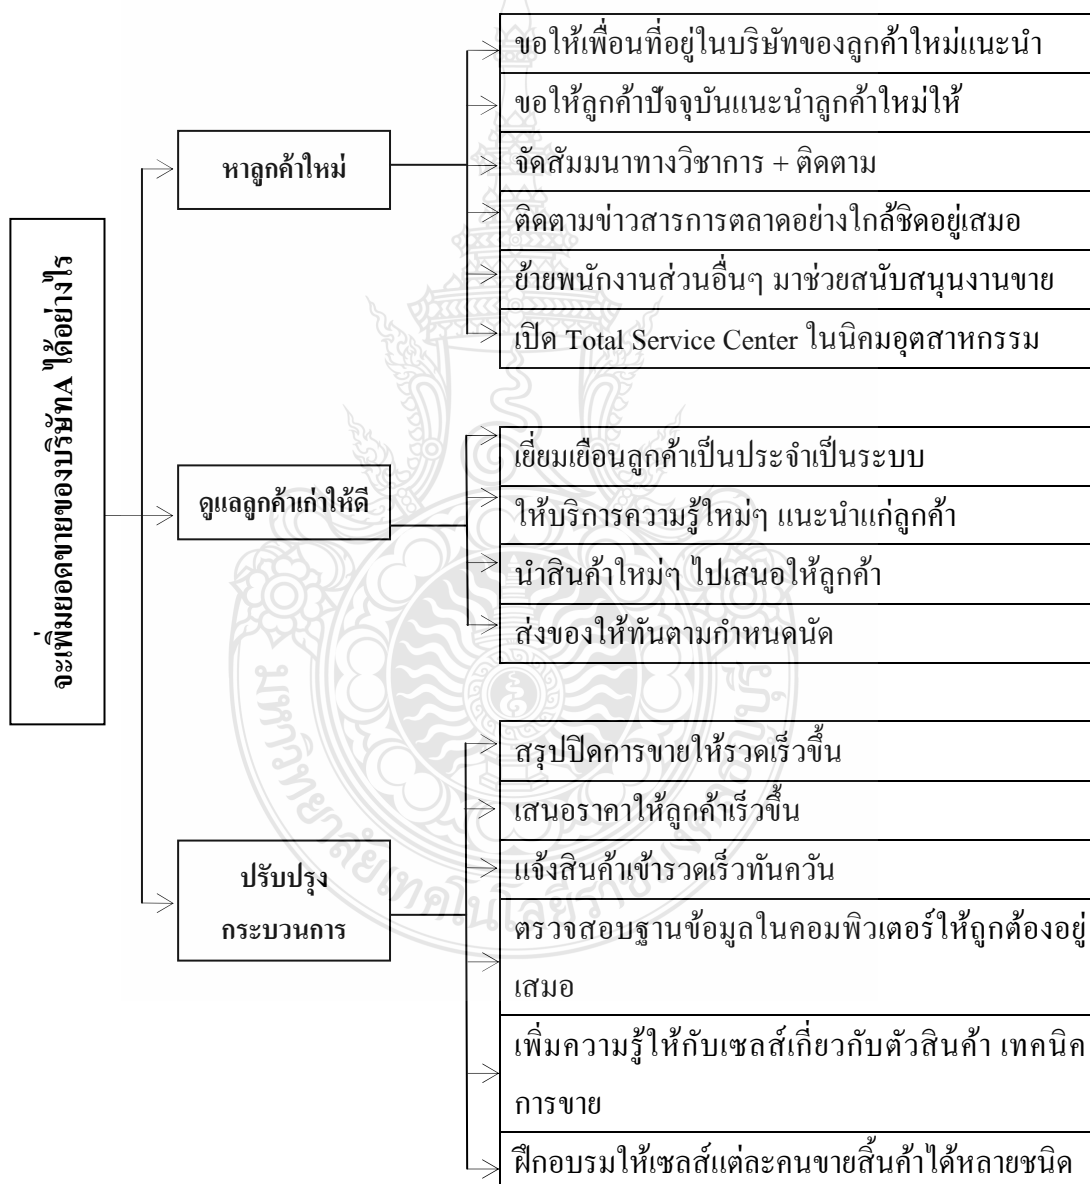 จะเพิ่มยอดขายของบริษัทA ได้อย่างไร
หาลูกค้าใหม่
ขอให้เพื่อนที่อยู่ในบริษัทของลูกค้าใหม่แนะนำ
ขอให้ลูกค้าปัจจุบันแนะนำลูกค้าใหม่ให้
จัดสัมมนาทางวิชาการ + ติดตาม
ติดตามข่าวสารการตลาดอย่างใกล้ชิดอยู่เสมอ
ย้ายพนักงานส่วนอื่นๆ มาช่วยสนับสนุนงานขาย
เปิด Total Service Center ในนิคมอุตสาหกรรม
ดูแลลูกค้าเก่าให้ดี
เยี่ยมเยือนลูกค้าเป็นประจำเป็นระบบ
ให้บริการความรู้ใหม่ๆ แนะนำแก่ลูกค้า
นำสินค้าใหม่ๆ ไปเสนอให้ลูกค้า
ส่งของให้ทันตามกำหนดนัด
ปรับปรุง
กระบวนการ
สรุปปิดการขายให้รวดเร็วขึ้น
เสนอราคาให้ลูกค้าเร็วขึ้น
แจ้งสินค้าเข้ารวดเร็วทันควัน
ตรวจสอบฐานข้อมูลในคอมพิวเตอร์ให้ถูกต้องอยู่
เสมอ
เพิ่มความรู้ให้กับเซลส์เกี่ยวกับตัวสินค้า เทคนิค
การขาย
ฝึกอบรมให้เซลส์แต่ละคนขายสิ้นค้าได้หลายชนิด